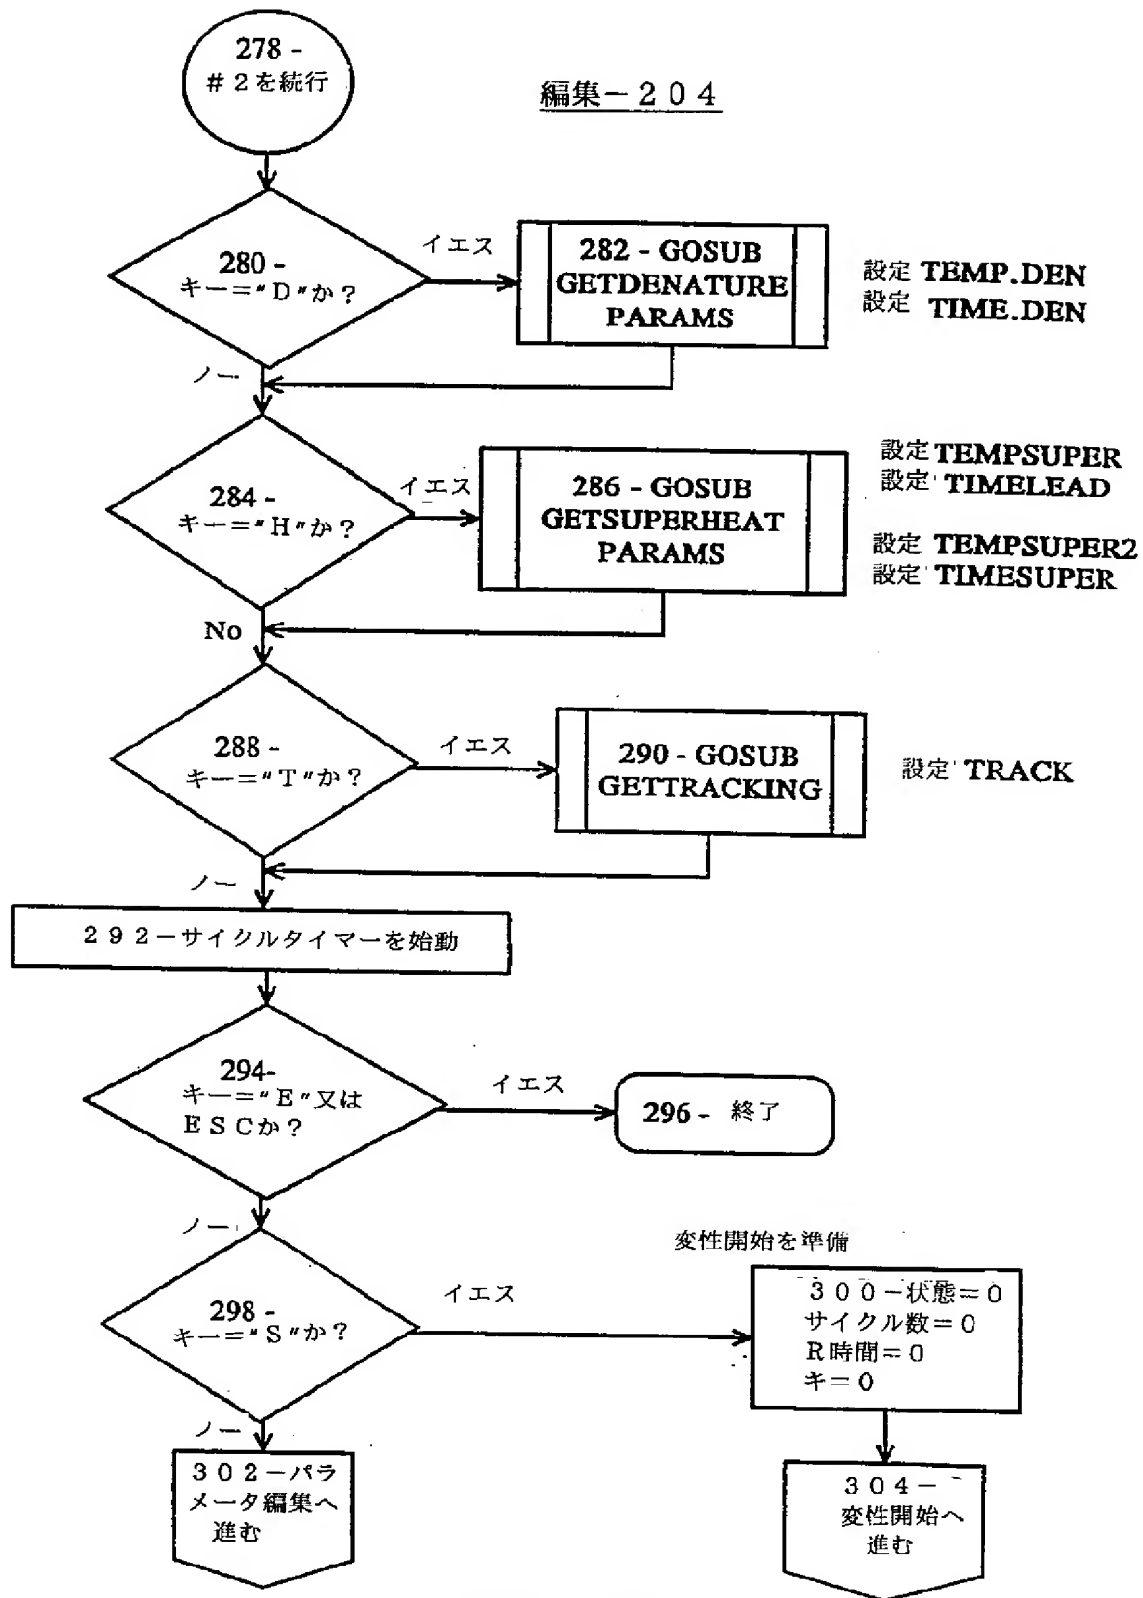 278 -
＃２を続行
編集－２０４
280 -
キー＝"Ｄ"か？
イエス
282 - GOSUB
GETDENATURE
PARAMS
設定 TEMP.DEN
設定 TIME.DEN
ノー
284 -
キー＝"Ｈ"か？
イエス
286 - GOSUB
GETSUPERHEAT
PARAMS
設定 TEMPSUPER
設定 TIMELEAD
設定 TEMPSUPER2
設定 TIMESUPER
No
288 -
キー＝"Ｔ"か？
イエス
290 - GOSUB
GETTRACKING
設定 TRACK
ノー
２９２－サイクルタイマーを始動
294-
キー＝"Ｅ"又は
ＥＳＣか？
イエス
296 - 終了
ノー
298 -
キー＝"Ｓ"か？
イエス
変性開始を準備
３００－状態＝０
サイクル数＝０
Ｒ時間＝０
キ＝０
ノー
３０２－パラ
メータ編集へ
進む
３０４－
変性開始へ
進む